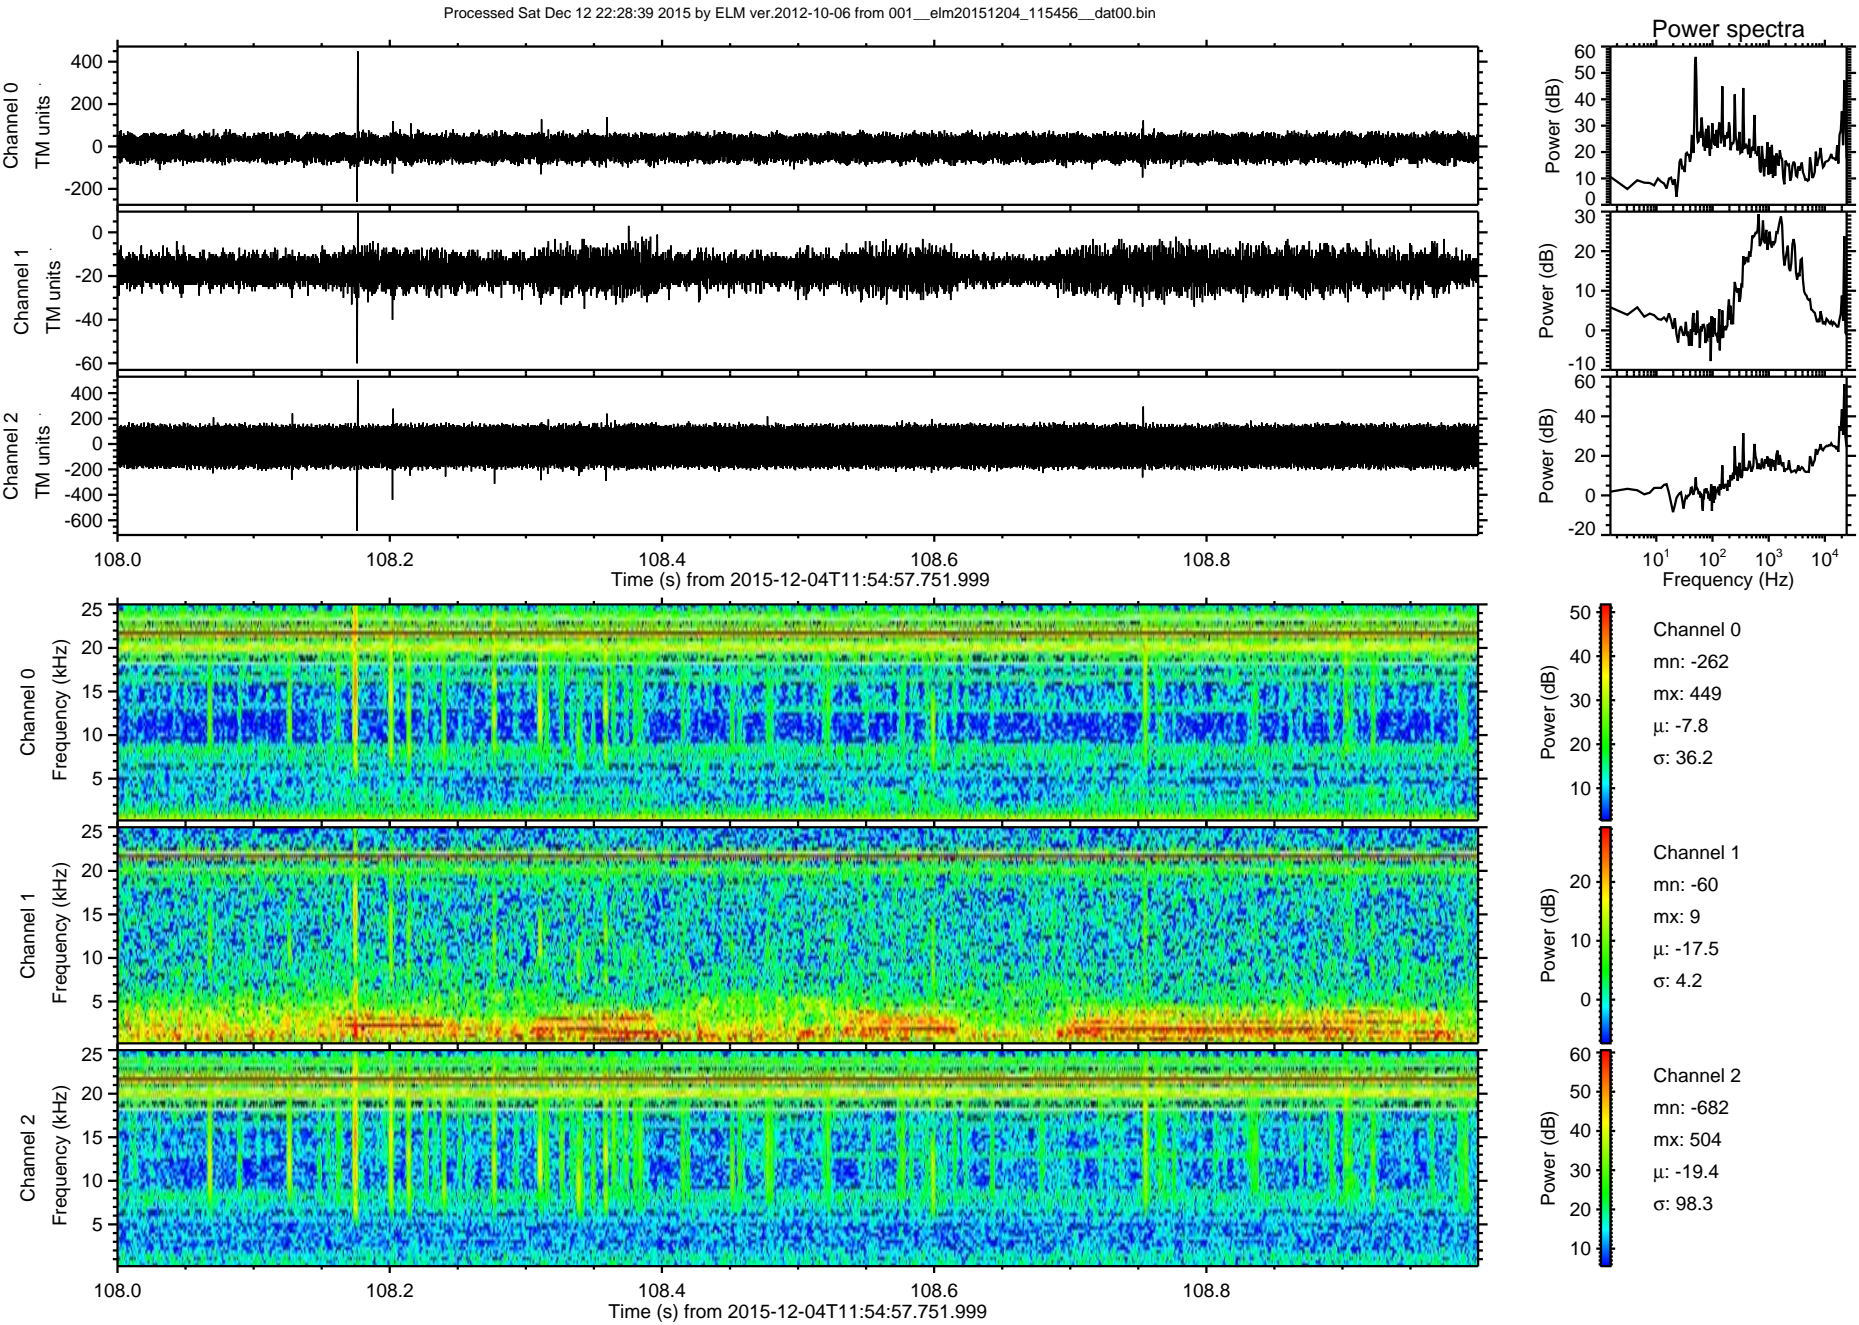 Processed Sat Dec 12 22:28:39 2015 by ELM ver.2012-10-06 from 001__elm20151204_115456__dat00.bin
Power spectra
Channel 0
TM units
400
200
0
-200
Power (dB)
60
50
40
30
20
10
0
Channel 1
TM units
0
-20
-40
-60
Power (dB)
30
20
10
0
-10
Channel 2
TM units
400
200
0
-200
-400
-600
Power (dB)
60
40
20
0
-20
108.0 108.2 108.4 108.6 108.8
Time (s) from 2015-12-04T11:54:57.751.999
10¹ 10² 10³ 10⁴
Frequency (Hz)
Channel 0
Frequency (kHz)
25
20
15
10
5
Power (dB)
50
40
30
20
10
Channel 0
mn: -262
mx: 449
μ: -7.8
σ: 36.2
Channel 1
Frequency (kHz)
25
20
15
10
5
Power (dB)
20
10
0
Channel 1
mn: -60
mx: 9
μ: -17.5
σ: 4.2
Channel 2
Frequency (kHz)
25
20
15
10
5
Power (dB)
60
50
40
30
20
10
Channel 2
mn: -682
mx: 504
μ: -19.4
σ: 98.3
108.0 108.2 108.4 108.6 108.8
Time (s) from 2015-12-04T11:54:57.751.999